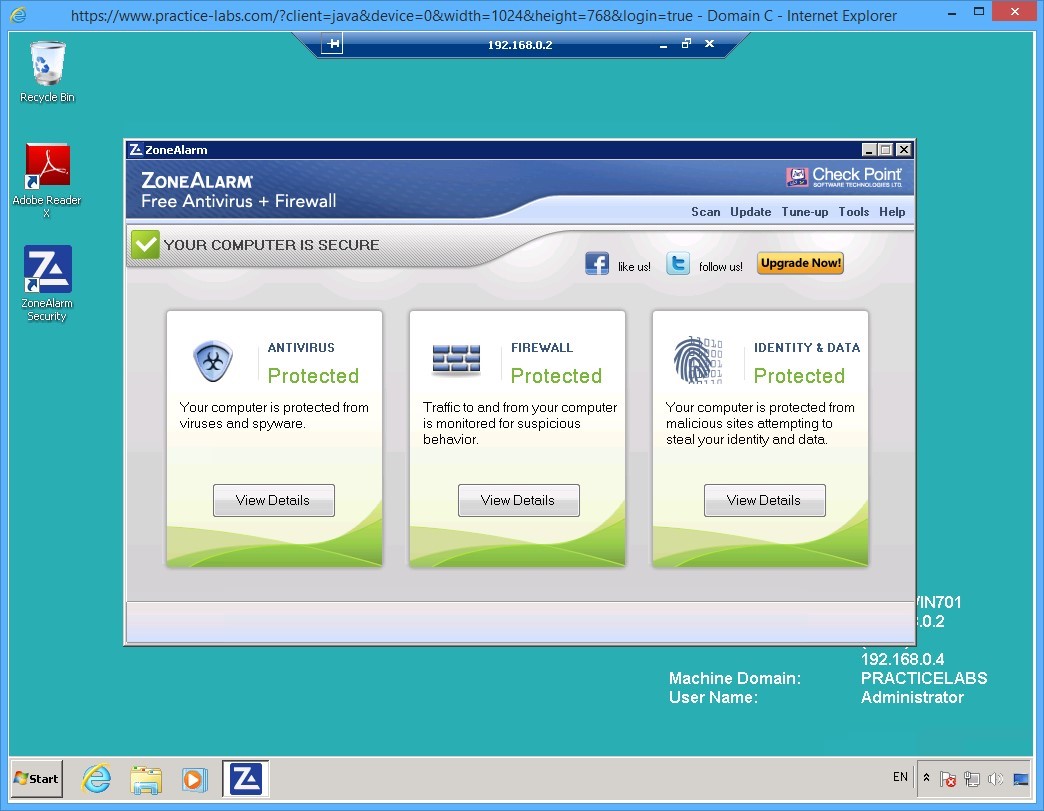 https://www.practice-labs.com/?client=java&device=0&width=1024&height=768&login=true - Domain C - Internet Explorer
192.168.0.2
Recycle Bin
Adobe Reader
X
ZoneAlarm
Security
ZoneAlarm
ZONEALARM
Free Antivirus + Firewall
Check Point
SOFTWARE TECHNOLOGIES LTD.
Scan Update Tune-up Tools Help
YOUR COMPUTER IS SECURE
like us!
follow us!
Upgrade Now!
ANTIVIRUS
Protected
Your computer is protected from
viruses and spyware.
View Details
FIREWALL
Protected
Traffic to and from your computer
is monitored for suspicious
behavior.
View Details
IDENTITY & DATA
Protected
Your computer is protected from
malicious sites attempting to
steal your identity and data.
View Details
IN701
.0.2
192.168.0.4
Machine Domain: PRACTICELABS
User Name: Administrator
Start
EN